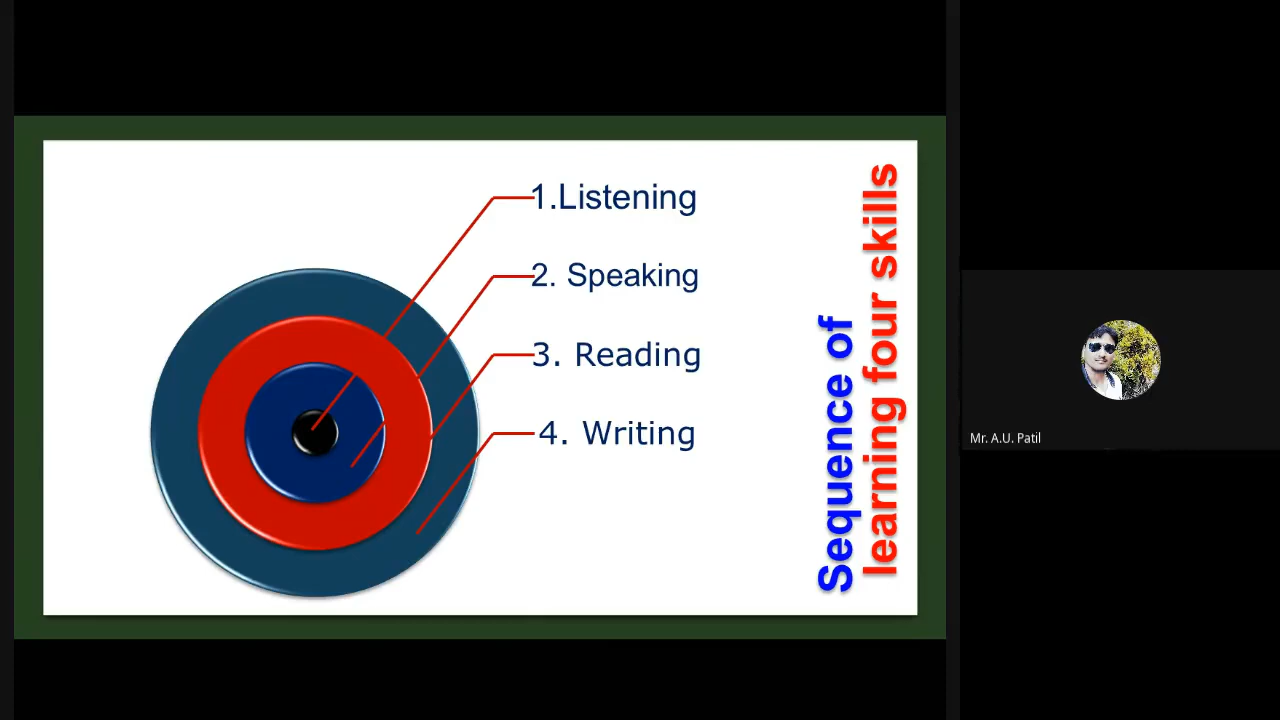 Sequence of
learning four skills
1.Listening
2. Speaking
3. Reading
4. Writing
Mr. A.U. Patil